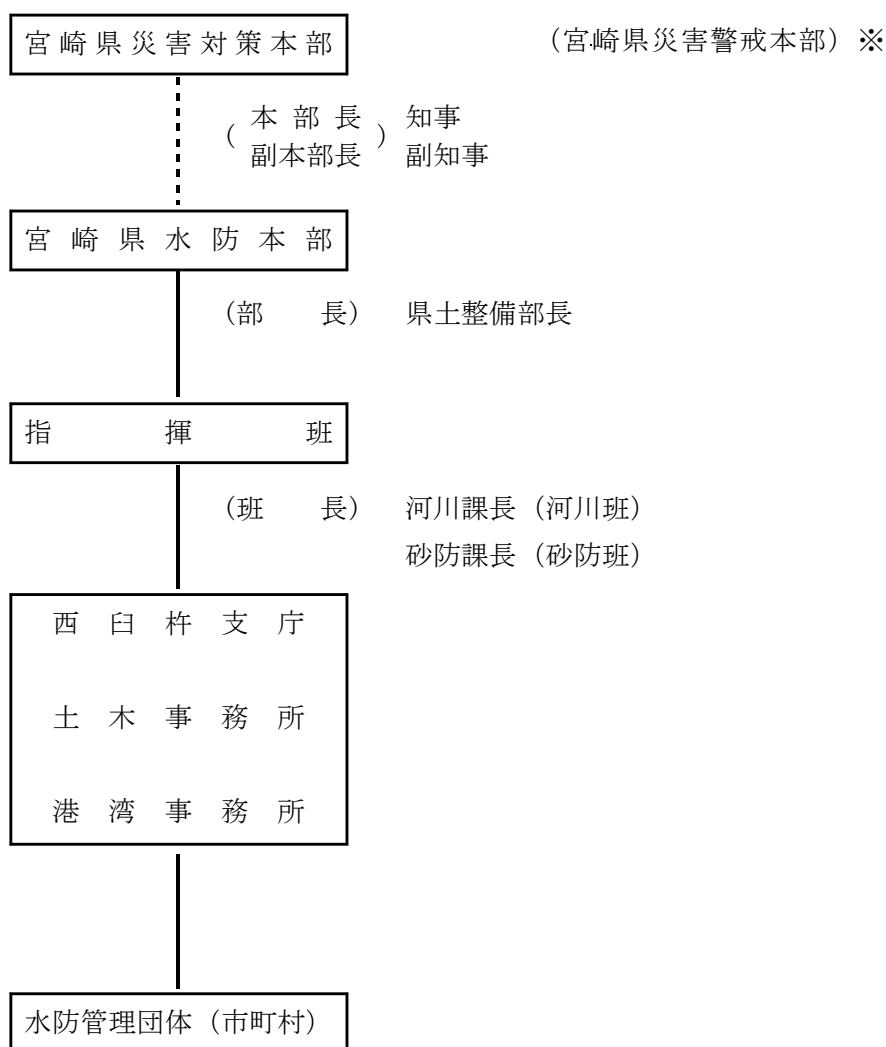 宮崎県災害対策本部 （宮崎県災害警戒本部）※
（本部長）知事
（副本部長）副知事
宮崎県水防本部
（部　長）　県土整備部長
指揮班
（班　長）　河川課長（河川班）
砂防課長（砂防班）
西臼杵支庁
土木事務所
港湾事務所
水防管理団体（市町村）